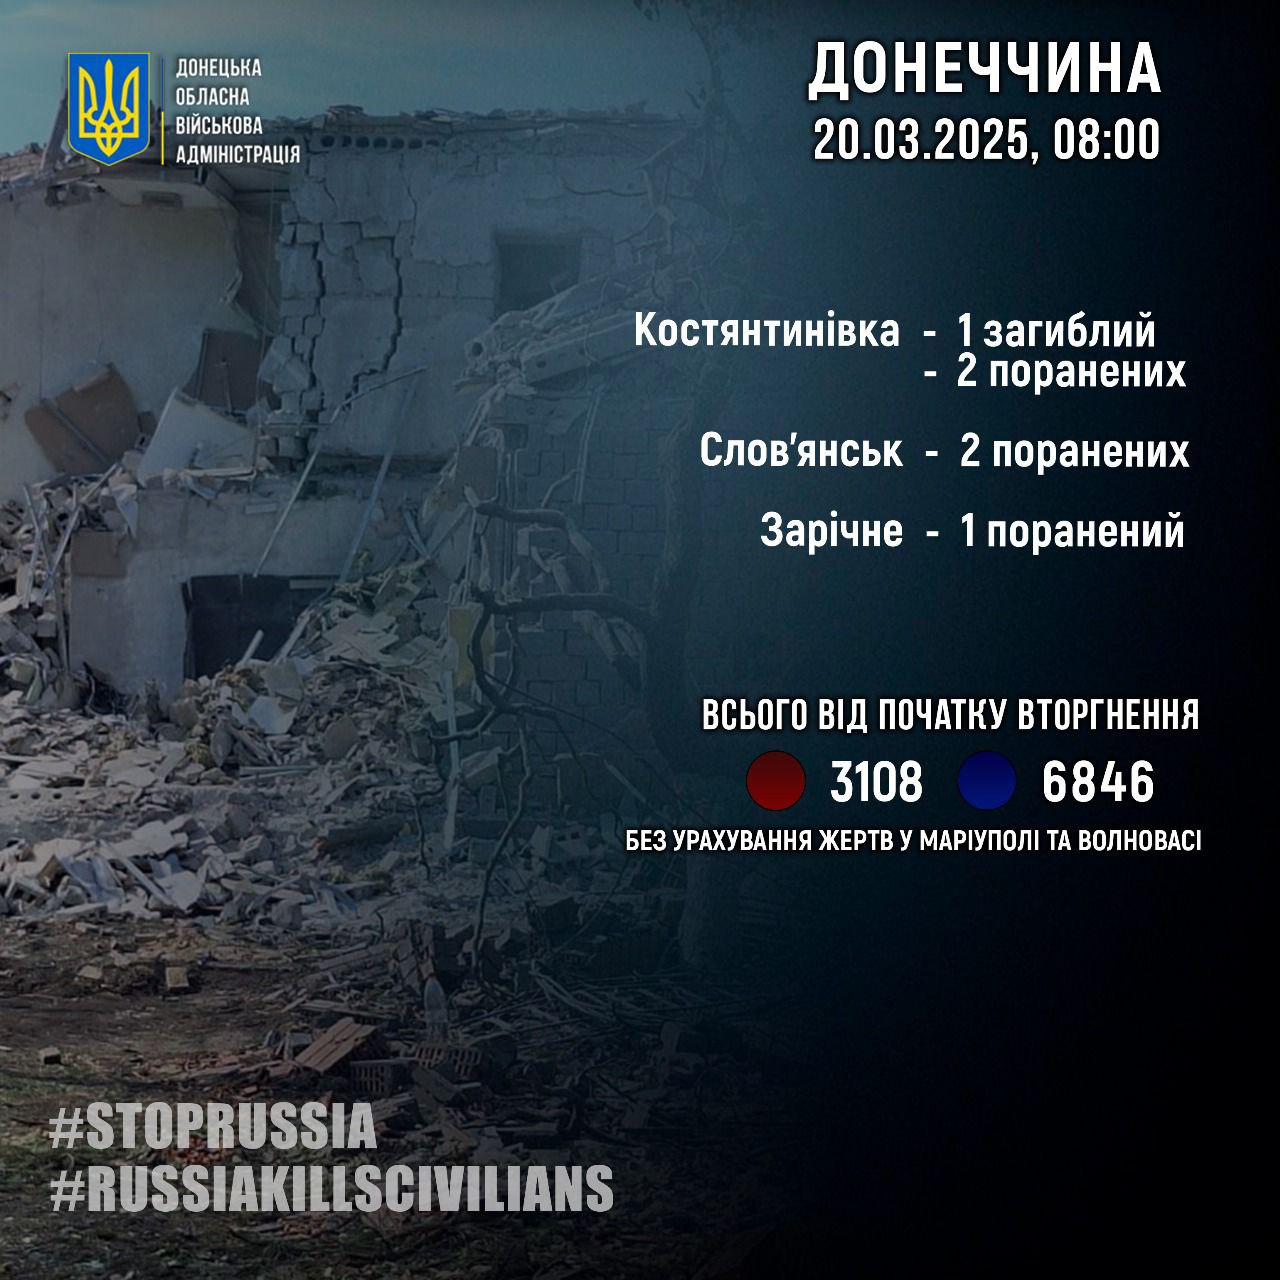 ДОНЕЦЬКА
ОБЛАСНА
ВІЙСЬКОВА
АДМІНІСТРАЦІЯ
ДОНЕЧЧИНА
20.03.2025, 08:00
Костянтинівка - 1 загиблий
- 2 поранених
Слов'янськ - 2 поранених
Зарічне - 1 поранений
ВСЬОГО ВІД ПОЧАТКУ ВТОРГНЕННЯ
3108 6846
БЕЗ УРАХУВАННЯ ЖЕРТВ У МАРІУПОЛІ ТА ВОЛНОВАСІ
#STOPRUSSIA
#RUSSIAKILLSCIVILIANS